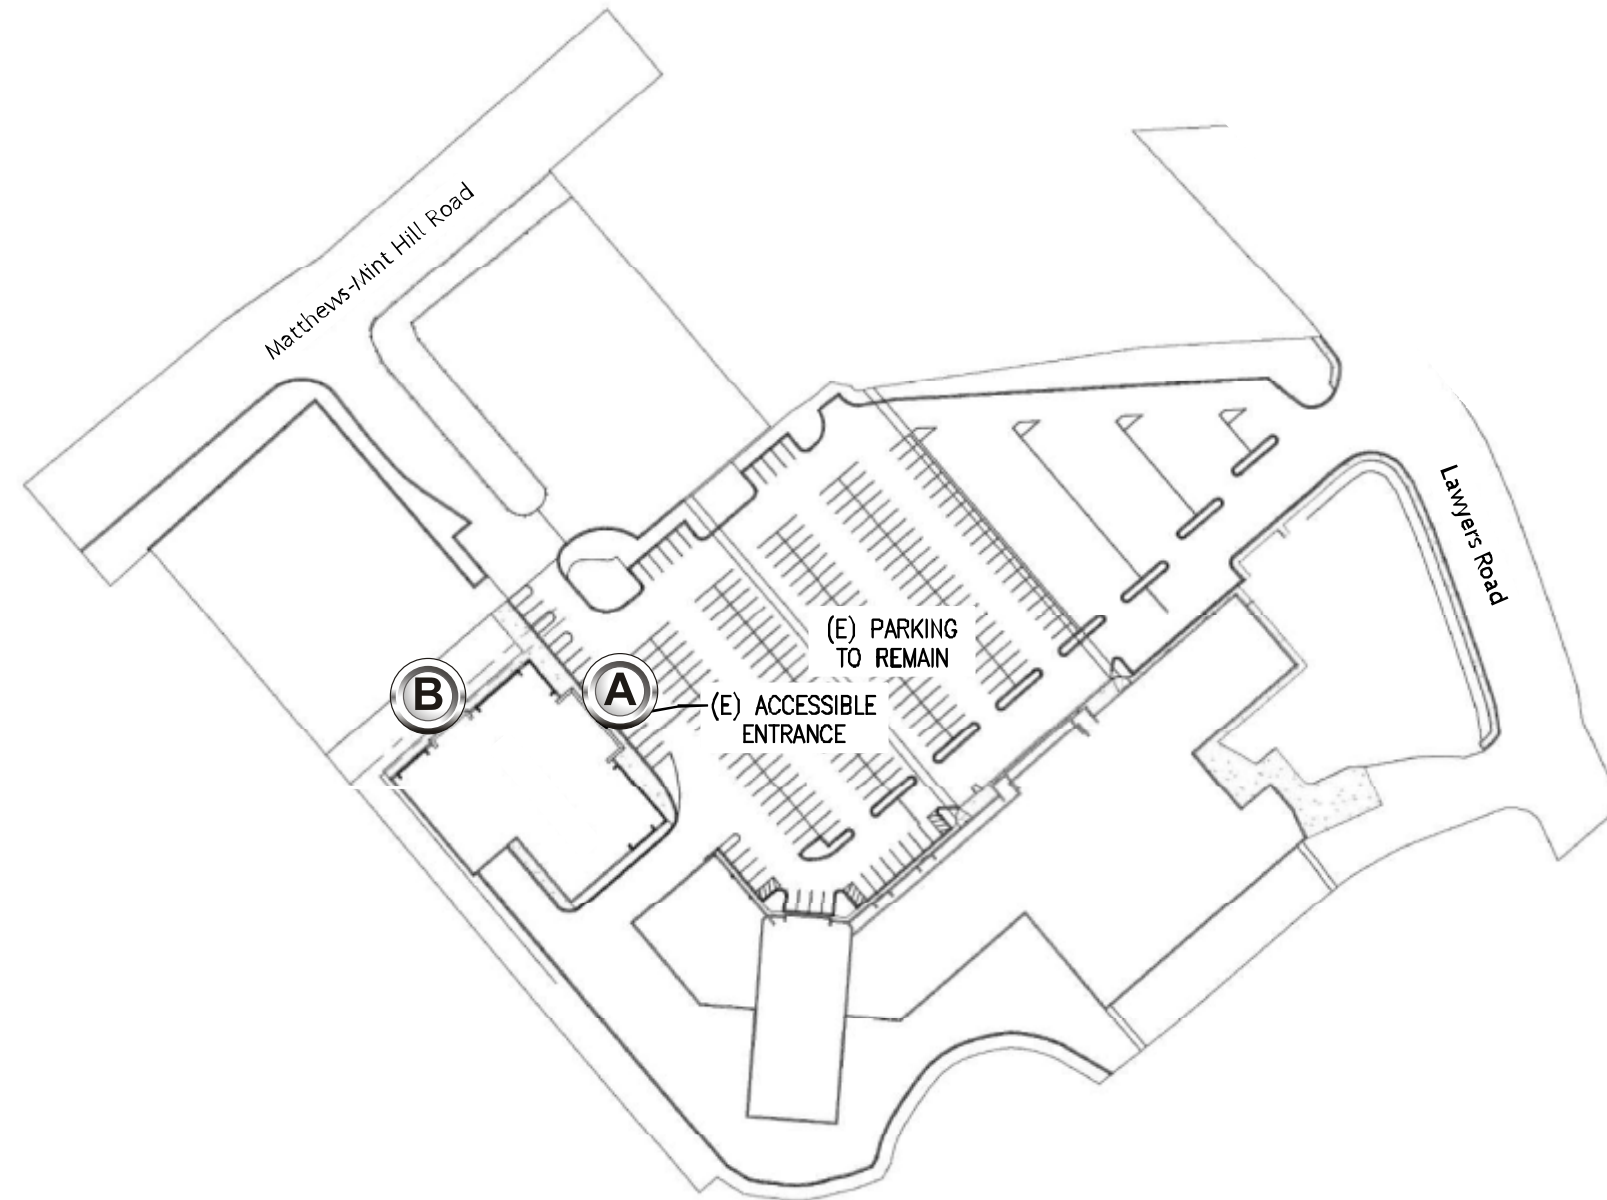 Matthews-Mint Hill Road
Lawyers Road
(E) PARKING
TO REMAIN
B
A
(E) ACCESSIBLE
ENTRANCE